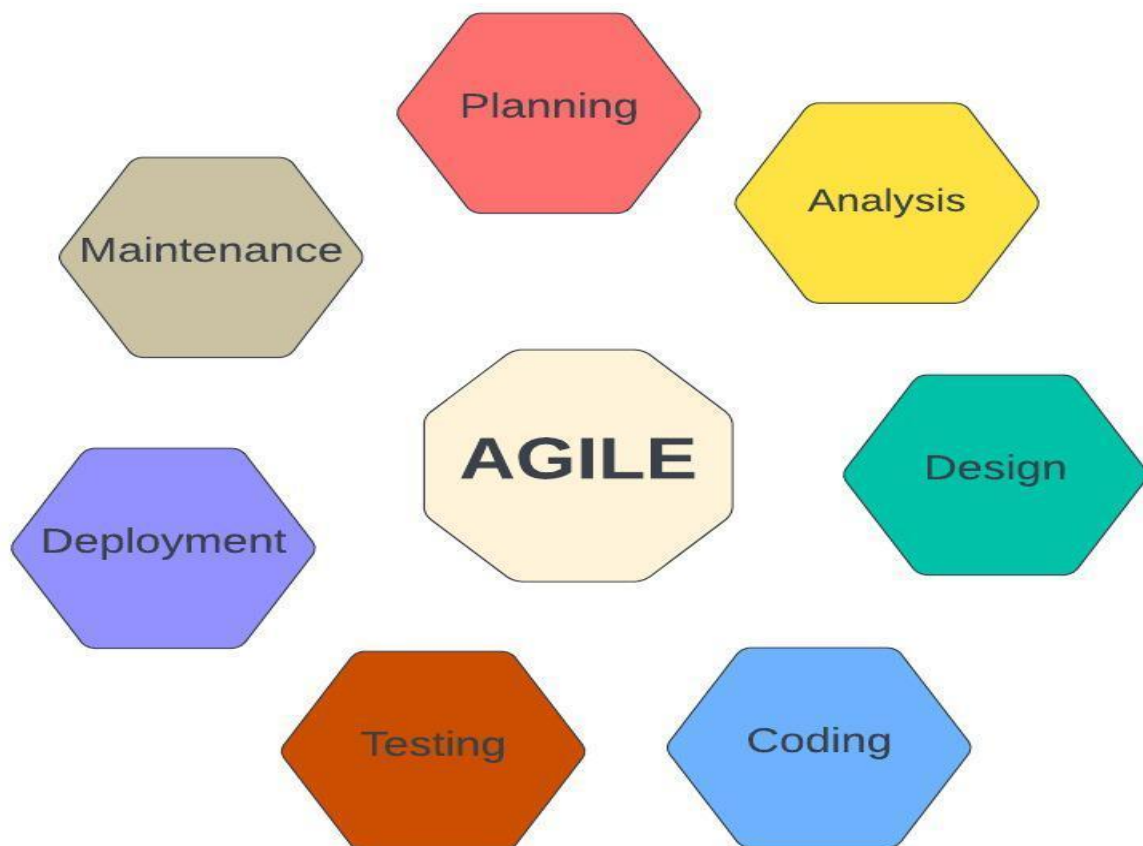 Planning
Analysis
Maintenance
AGILE
Design
Deployment
Testing
Coding